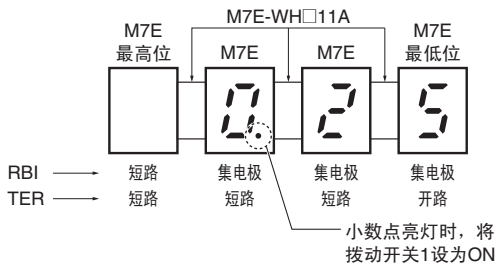 M7E-WH□11A
M7E 最高位
M7E
M7E
M7E 最低位
0. 2 5
RBI → 短路 集电极 集电极 集电极
TER → 短路 短路 短路 开路
小数点亮灯时，将
拨动开关1设为ON